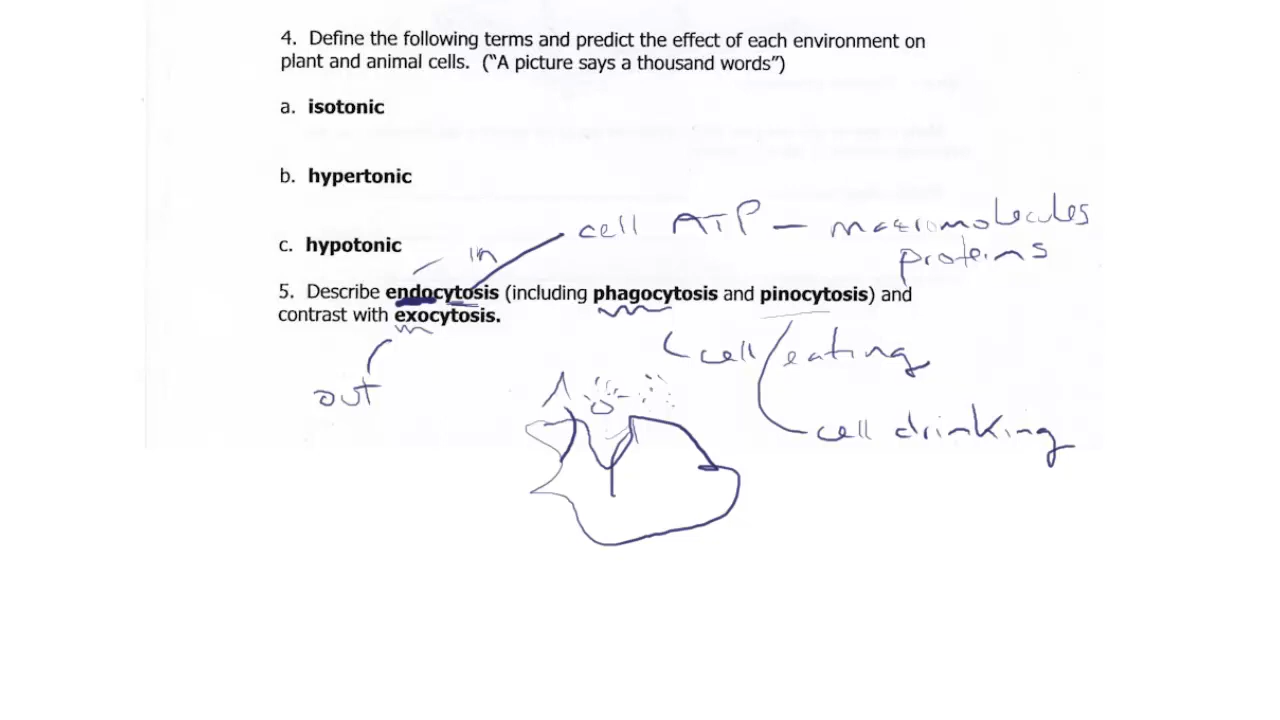 4. Define the following terms and predict the effect of each environment on
plant and animal cells. ("A picture says a thousand words")
a. isotonic
b. hypertonic
cell ATP — macromolecules
c. hypotonic
in
proteins
5. Describe endocytosis (including phagocytosis and pinocytosis) and
contrast with exocytosis.
cell eating
out
cell drinking